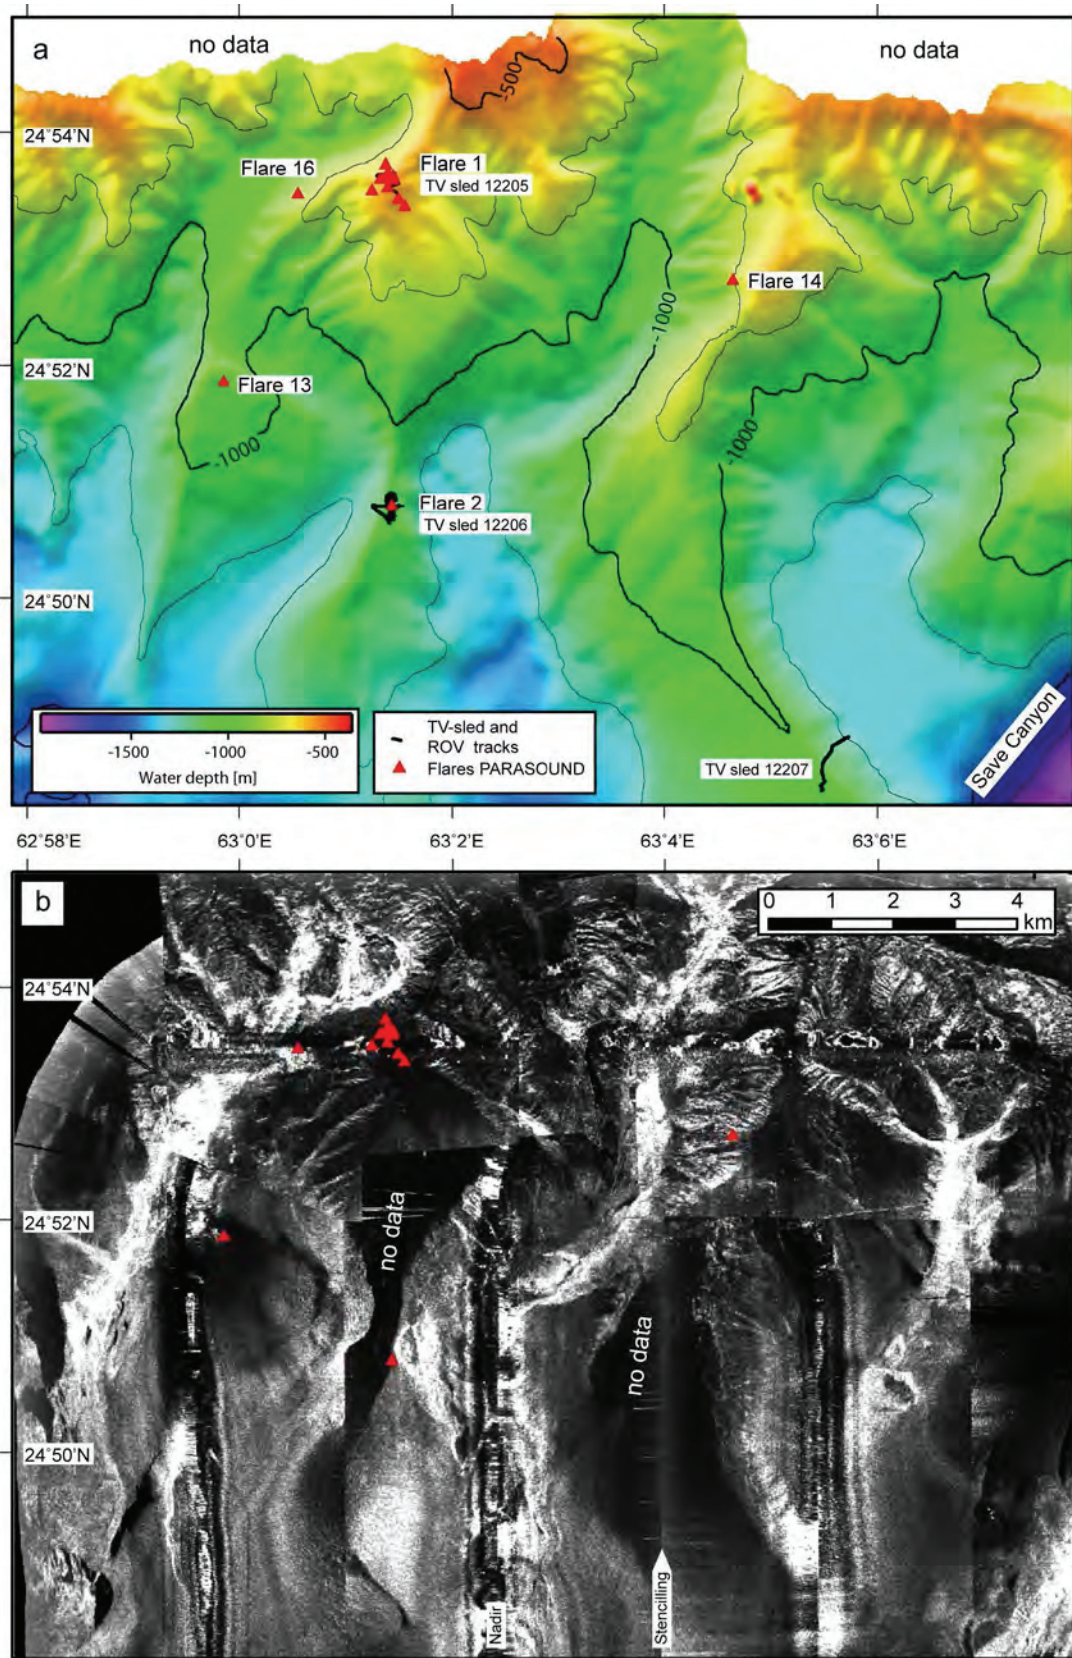 a
no data
no data
-500
24°54'N
Flare 16
Flare 1
TV sled 12205
Flare 14
-1000
24°52'N
Flare 13
-1000
-1000
Flare 2
TV sled 12206
24°50'N
-1500
-1000
-500
Water depth [m]
TV-sled and
ROV tracks
Flares PARASOUND
TV sled 12207
Save Canyon
62°58'E
63°0'E
63°2'E
63°4'E
63°6'E
b
0 1 2 3 4
km
24°54'N
24°52'N
no data
no data
24°50'N
Nadir
Stencilling